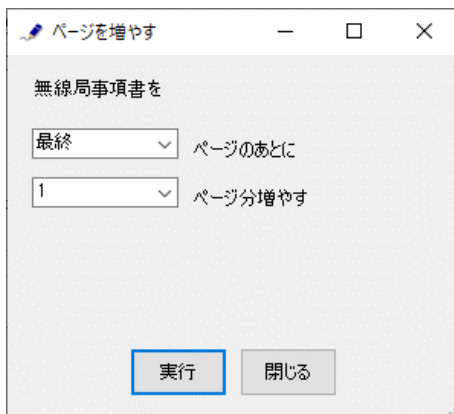 ページを増やす
無線局事項書を
最終 ページのあとに
1 ページ分増やす
実行 閉じる